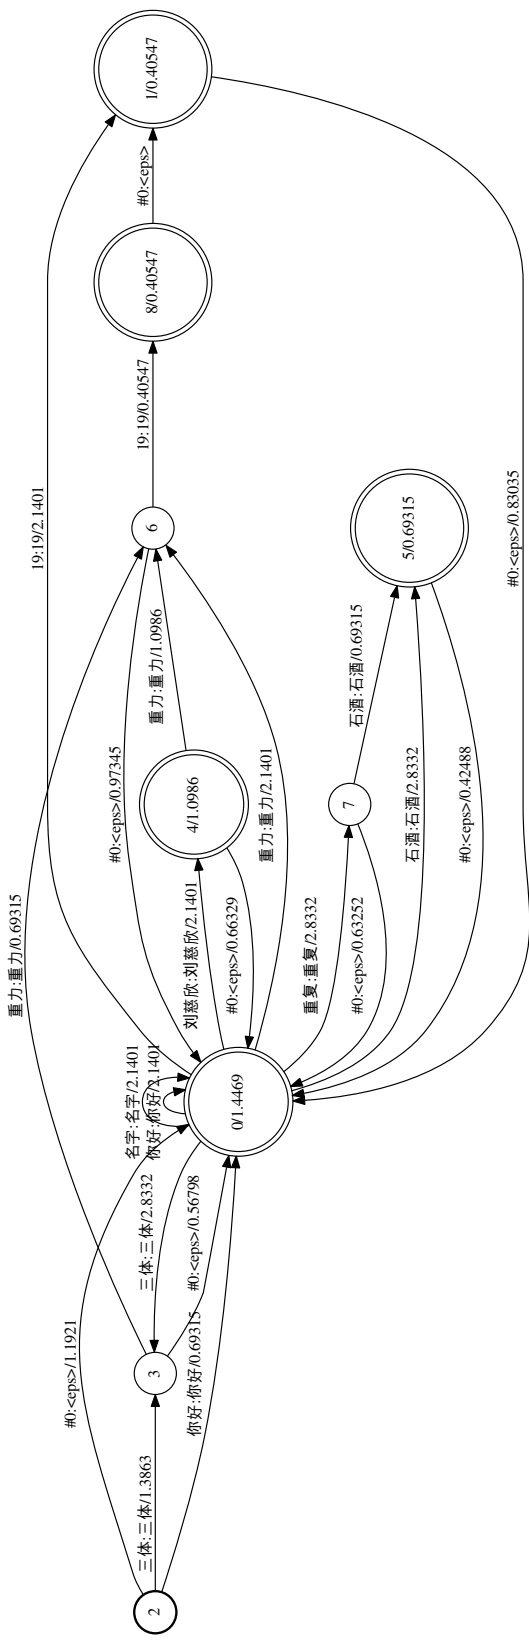 2
#0:<eps>/1.1921
三体:三体/1.3863
你好:你好/0.69315
3
重力:重力/0.69315
#0:<eps>/0.56798
三体:三体/2.8332
名字:名字/2.1401
你好:你好/2.1401
0/1.4469
19:19/2.1401
#0:<eps>/0.97345
刘慈欣:刘慈欣/2.1401
#0:<eps>/0.66329
重力:重力/2.1401
重复:重复/2.8332
#0:<eps>/0.63252
石酒:石酒/2.8332
#0:<eps>/0.42488
4/1.0986
7
重力:重力/1.0986
石酒:石酒/0.69315
6
5/0.69315
#0:<eps>/0.83035
19:19/0.40547
8/0.40547
#0:<eps>
1/0.40547